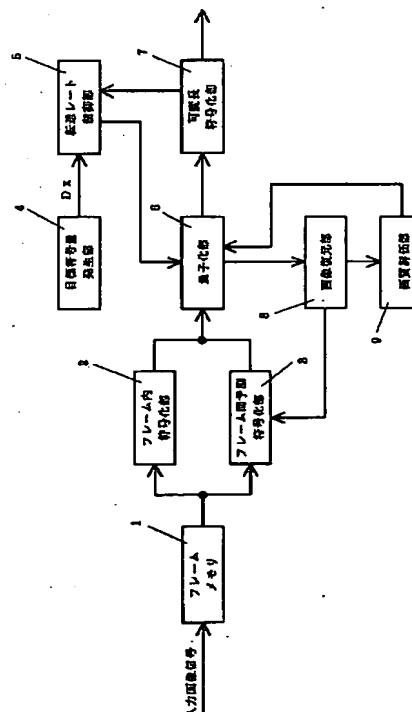 入力画像信号
1
フレーム
メモリ
2
フレーム内
符号化部
3
フレーム間予測
符号化部
4
目標符号量
発生部
Dx
5
転送レート
制御部
6
量子化部
7
可変長
符号化部
8
画像復元部
9
画質評価部